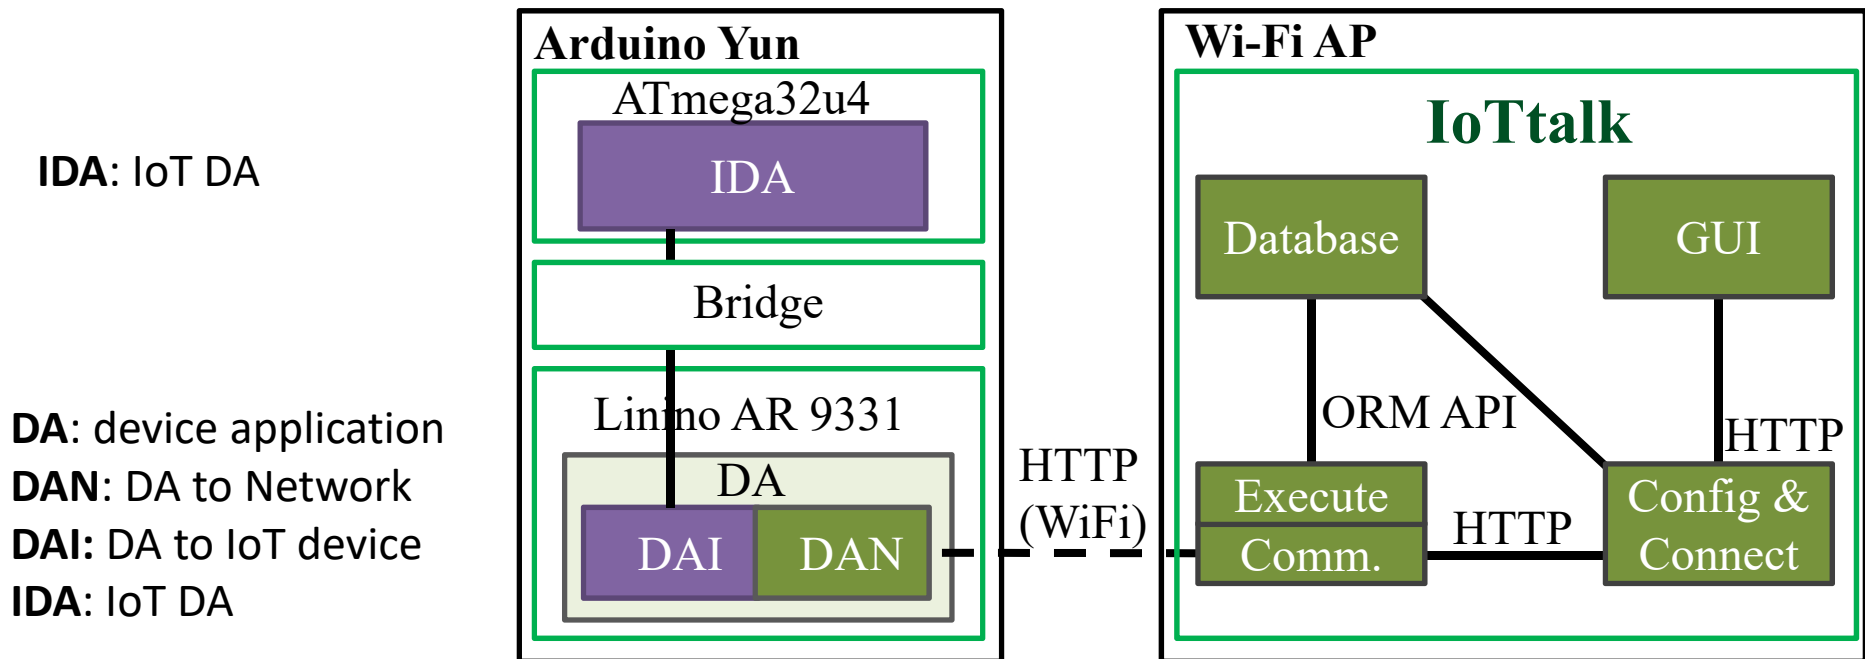 IDA: IoT DA
DA: device application
DAN: DA to Network
DAI: DA to IoT device
IDA: IoT DA
Arduino Yun
ATmega32u4
IDA
Bridge
Linino AR 9331
DA
DAI
DAN
HTTP
(WiFi)
Wi-Fi AP
IoTtalk
Database
GUI
ORM API
HTTP
Execute
Comm.
HTTP
Config &
Connect